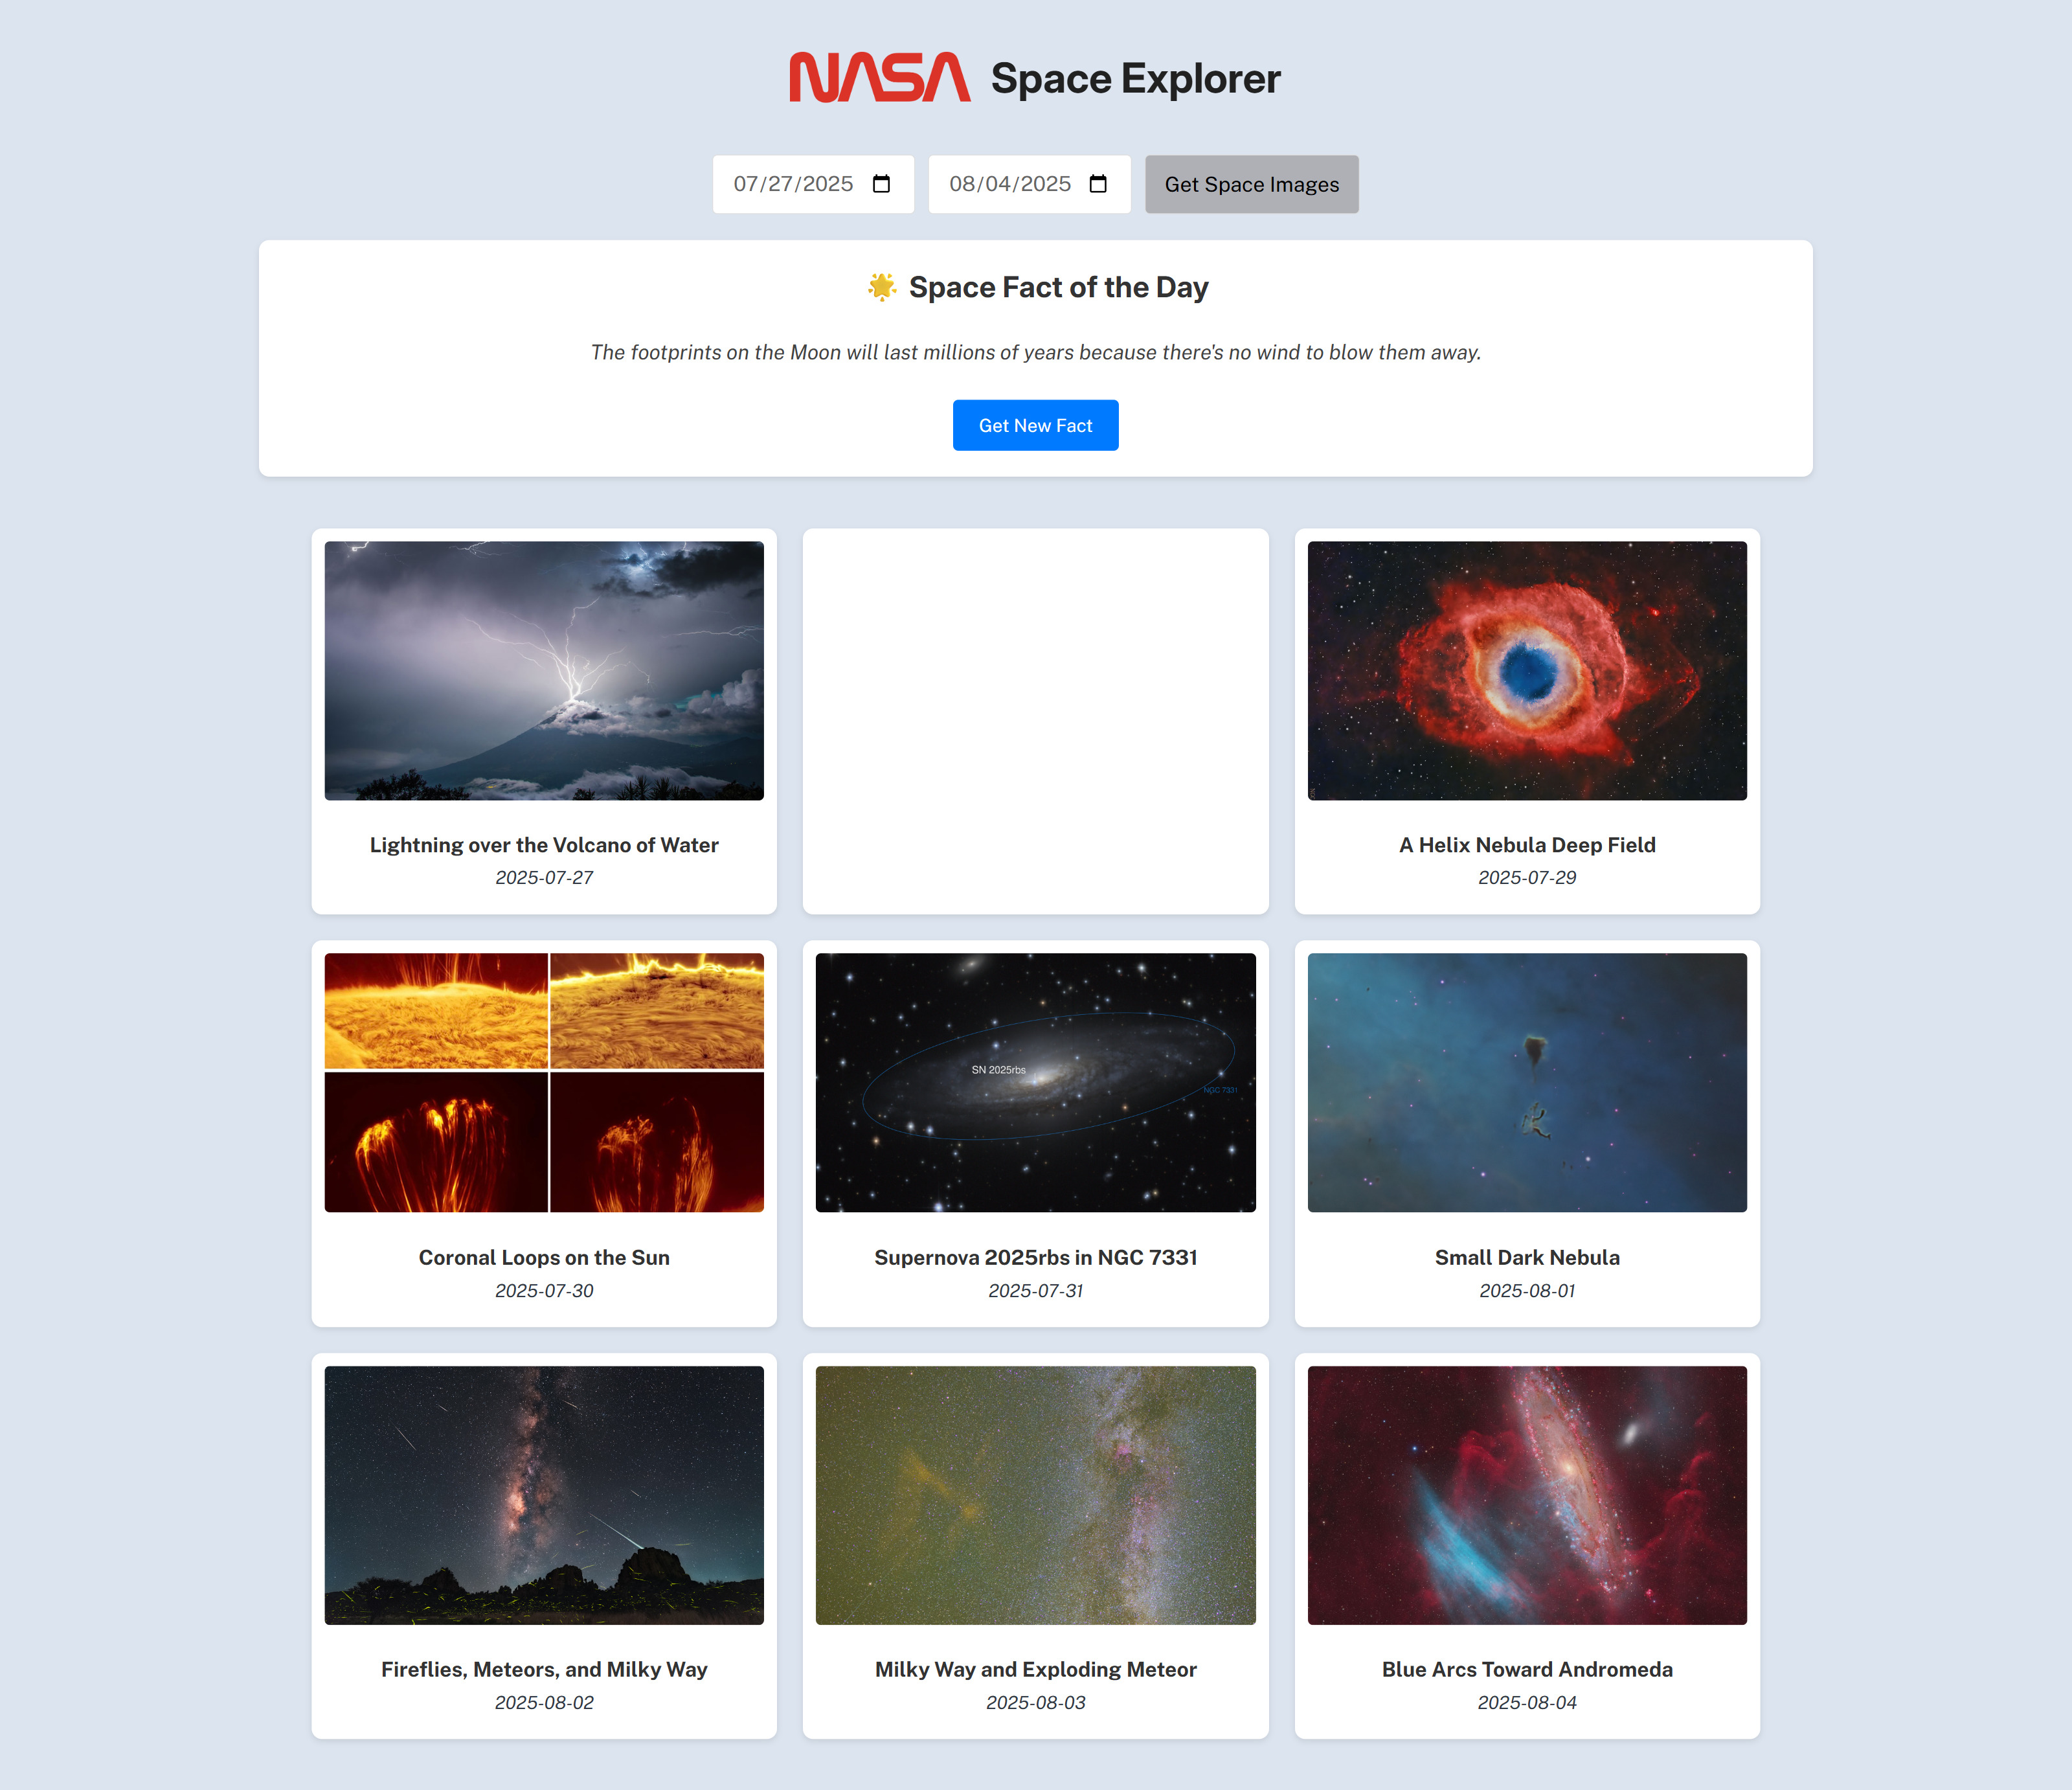 NASA Space Explorer
07/27/2025 08/04/2025 Get Space Images
🌟 Space Fact of the Day
The footprints on the Moon will last millions of years because there's no wind to blow them away.
Get New Fact
Lightning over the Volcano of Water
2025-07-27
A Helix Nebula Deep Field
2025-07-29
SN 2025rbs
NGC 7331
Coronal Loops on the Sun
2025-07-30
Supernova 2025rbs in NGC 7331
2025-07-31
Small Dark Nebula
2025-08-01
Fireflies, Meteors, and Milky Way
2025-08-02
Milky Way and Exploding Meteor
2025-08-03
Blue Arcs Toward Andromeda
2025-08-04